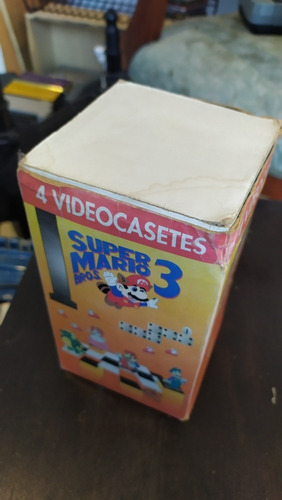 4 VIDEOCASETES
SUPER
MARIO
BROS. 3